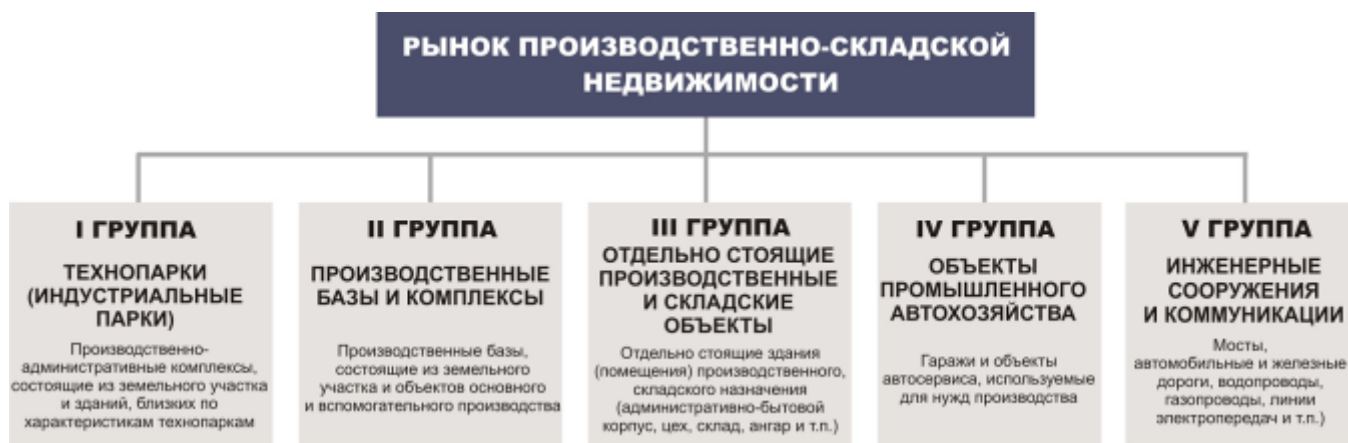 РЫНОК ПРОИЗВОДСТВЕННО-СКЛАДСКОЙ
НЕДВИЖИМОСТИ
I ГРУППА
ТЕХНОПАРКИ
(ИНДУСТРИАЛЬНЫЕ
ПАРКИ)
Производственно-
административные комплексы,
состоящие из земельного участка
и зданий, близких по
характеристикам технопаркам
II ГРУППА
ПРОИЗВОДСТВЕННЫЕ
БАЗЫ И КОМПЛЕКСЫ
Производственные базы,
состоящие из земельного
участка и объектов основного
и вспомогательного производства
III ГРУППА
ОТДЕЛЬНО СТОЯЩИЕ
ПРОИЗВОДСТВЕННЫЕ
И СКЛАДСКИЕ
ОБЪЕКТЫ
Отдельно стоящие здания
(помещения) производственного,
складского назначения
(административно-бытовой
корпус, цех, склад, ангар и т.п.)
IV ГРУППА
ОБЪЕКТЫ
ПРОМЫШЛЕННОГО
АВТОХОЗЯЙСТВА
Гаражи и объекты
автосервиса, используемые
для нужд производства
V ГРУППА
ИНЖЕНЕРНЫЕ
СООРУЖЕНИЯ
И КОММУНИКАЦИИ
Мосты,
автомобильные и железные
дороги, водопроводы,
газопроводы, линии
электропередач и т.п.)